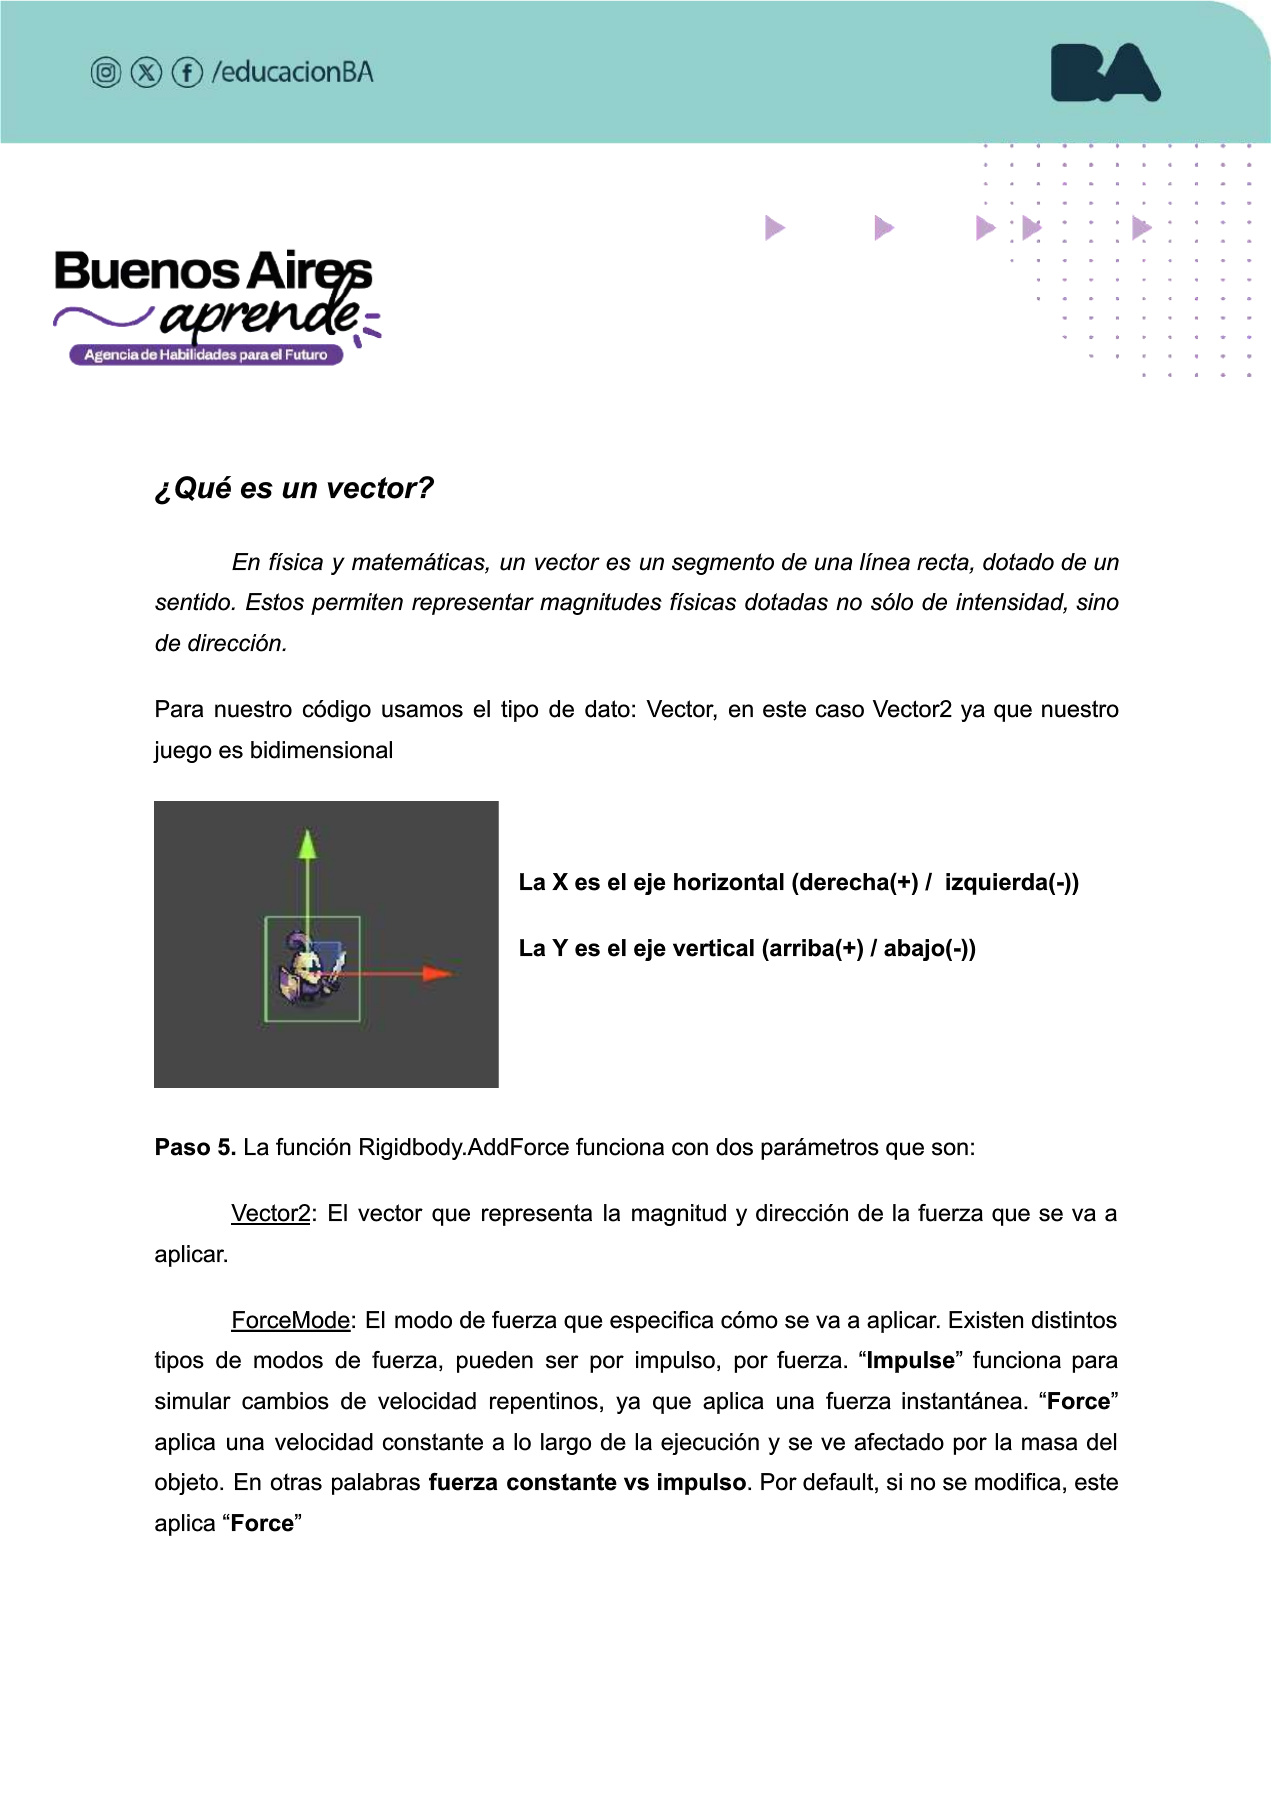 /educacionBA
BA
Buenos Aires
aprende
Agencia de Habilidades para el Futuro
¿Qué es un vector?
En física y matemáticas, un vector es un segmento de una línea recta, dotado de un
sentido. Estos permiten representar magnitudes físicas dotadas no sólo de intensidad, sino
de dirección.
Para nuestro código usamos el tipo de dato: Vector, en este caso Vector2 ya que nuestro
juego es bidimensional
La X es el eje horizontal (derecha(+) / izquierda(-))
La Y es el eje vertical (arriba(+) / abajo(-))
Paso 5. La función Rigidbody.AddForce funciona con dos parámetros que son:
Vector2: El vector que representa la magnitud y dirección de la fuerza que se va a
aplicar.
ForceMode: El modo de fuerza que especifica cómo se va a aplicar. Existen distintos
tipos de modos de fuerza, pueden ser por impulso, por fuerza. “Impulse” funciona para
simular cambios de velocidad repentinos, ya que aplica una fuerza instantánea. “Force”
aplica una velocidad constante a lo largo de la ejecución y se ve afectado por la masa del
objeto. En otras palabras fuerza constante vs impulso. Por default, si no se modifica, este
aplica “Force”